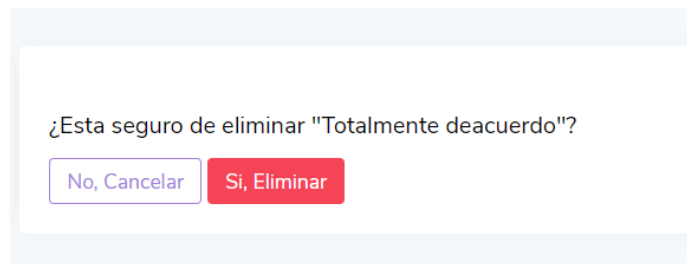 ¿Esta seguro de eliminar "Totalmente deacuerdo"?
No, Cancelar Si, Eliminar